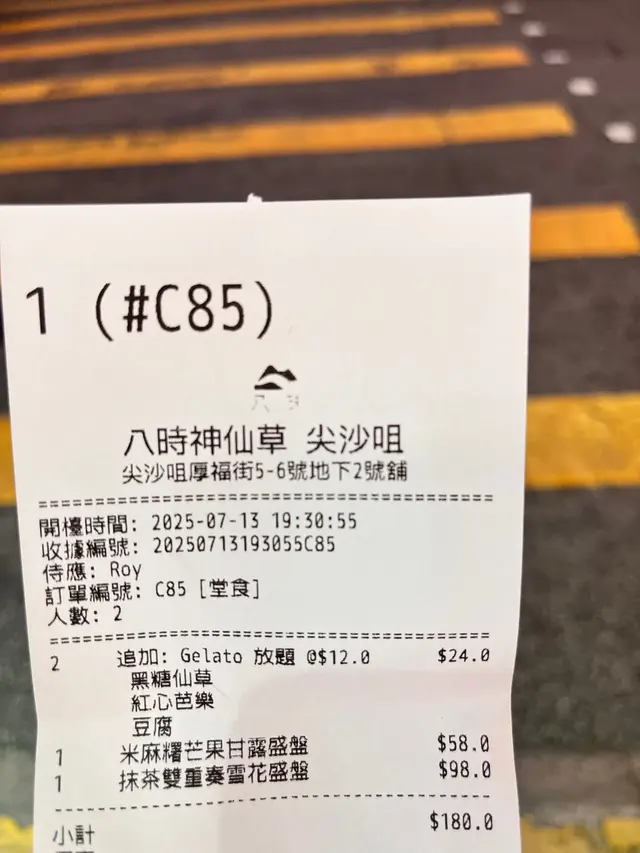 1 (#C85)
八時神仙草 尖沙咀
尖沙咀厚福街5-6號地下2號舖
開檯時間: 2025-07-13 19:30:55
收據編號: 20250713193055C85
侍應: Roy
訂單編號: C85 [堂食]
人數: 2
2 追加: Gelato 放題 @$12.0 $24.0
黑糖仙草
紅心芭樂
豆腐
1 米麻糬芒果甘露盛盤 $58.0
1 抹茶雙重奏雪花盛盤 $98.0
小計 $180.0